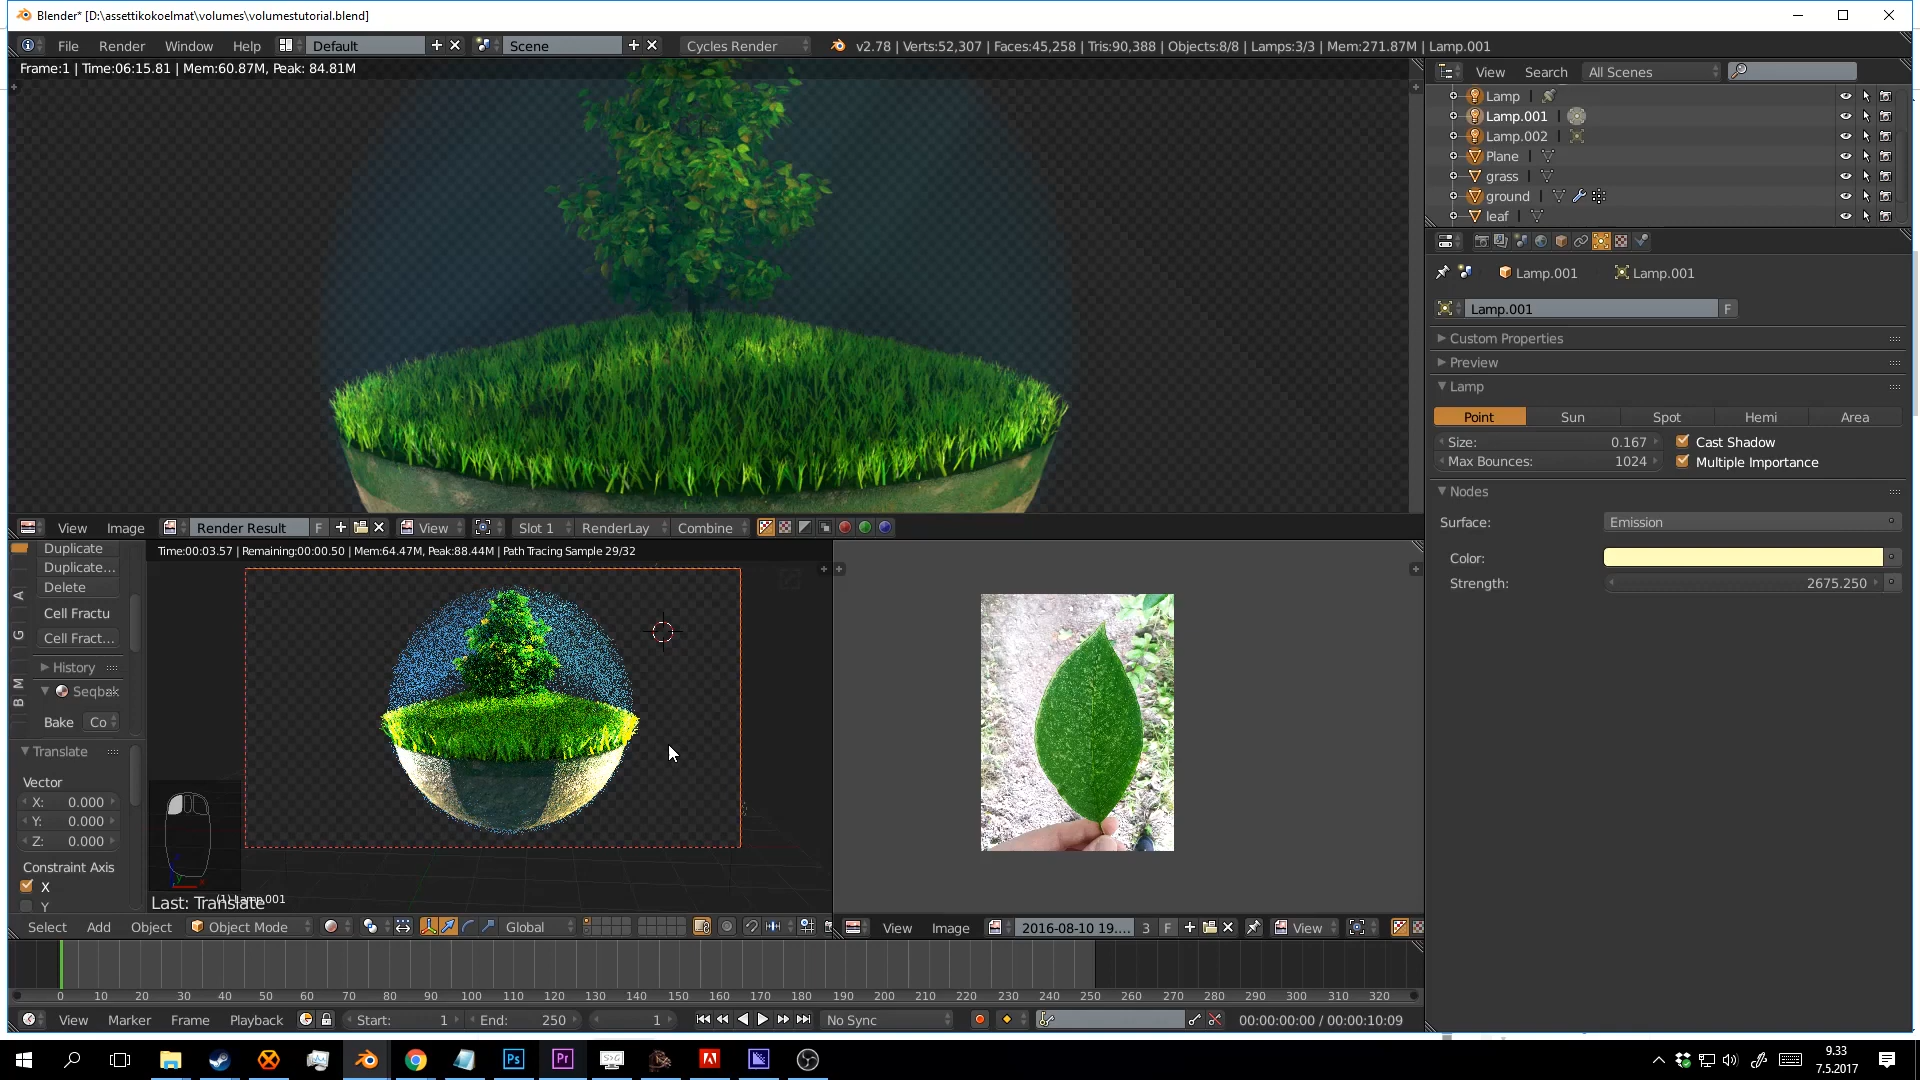 Blender* [D:\assettikokoelmat\volumes\volumestutorial.blend]
File Render Window Help Default Scene Cycles Render v2.78 | Verts:52,307 | Faces:45,258 | Tris:90,388 | Objects:8/8 | Lamps:3/3 | Mem:271.87M | Lamp.001
Frame:1 | Time:06:15.81 | Mem:60.87M, Peak: 84.81M
View Search All Scenes
Lamp
Lamp.001
Lamp.002
Plane
grass
ground
leaf
Lamp.001 Lamp.001
Lamp.001 F
Custom Properties
Preview
Lamp
Point Sun Spot Hemi Area
Size: 0.167 Cast Shadow
Max Bounces: 1024 Multiple Importance
Nodes
Surface: Emission
Color:
Strength: 2675.250
View Image Render Result F View Slot 1 RenderLay Combine
Duplicate
Duplicate...
Delete
Cell Fractu
Cell Fract...
History
Bake Co
Translate
Vector
X: 0.000
Y: 0.000
Z: 0.000
Constraint Axis
X
Y
A
G
M
B
Time:00:03.57 | Remaining:00:00.50 | Mem:64.47M, Peak:88.44M | Path Tracing Sample 29/32
Last: Translate
(1) Lamp.001
Select Add Object Object Mode Global
View Image 2016-08-10 19.... 3 F View
0 10 20 30 40 50 60 70 80 90 100 110 120 130 140 150 160 170 180 190 200 210 220 230 240 250 260 270 280 290 300 310 320
View Marker Frame Playback Start: 1 End: 250 1 No Sync 00:00:00:00 / 00:00:10:09
Ps Pr
9.33
7.5.2017